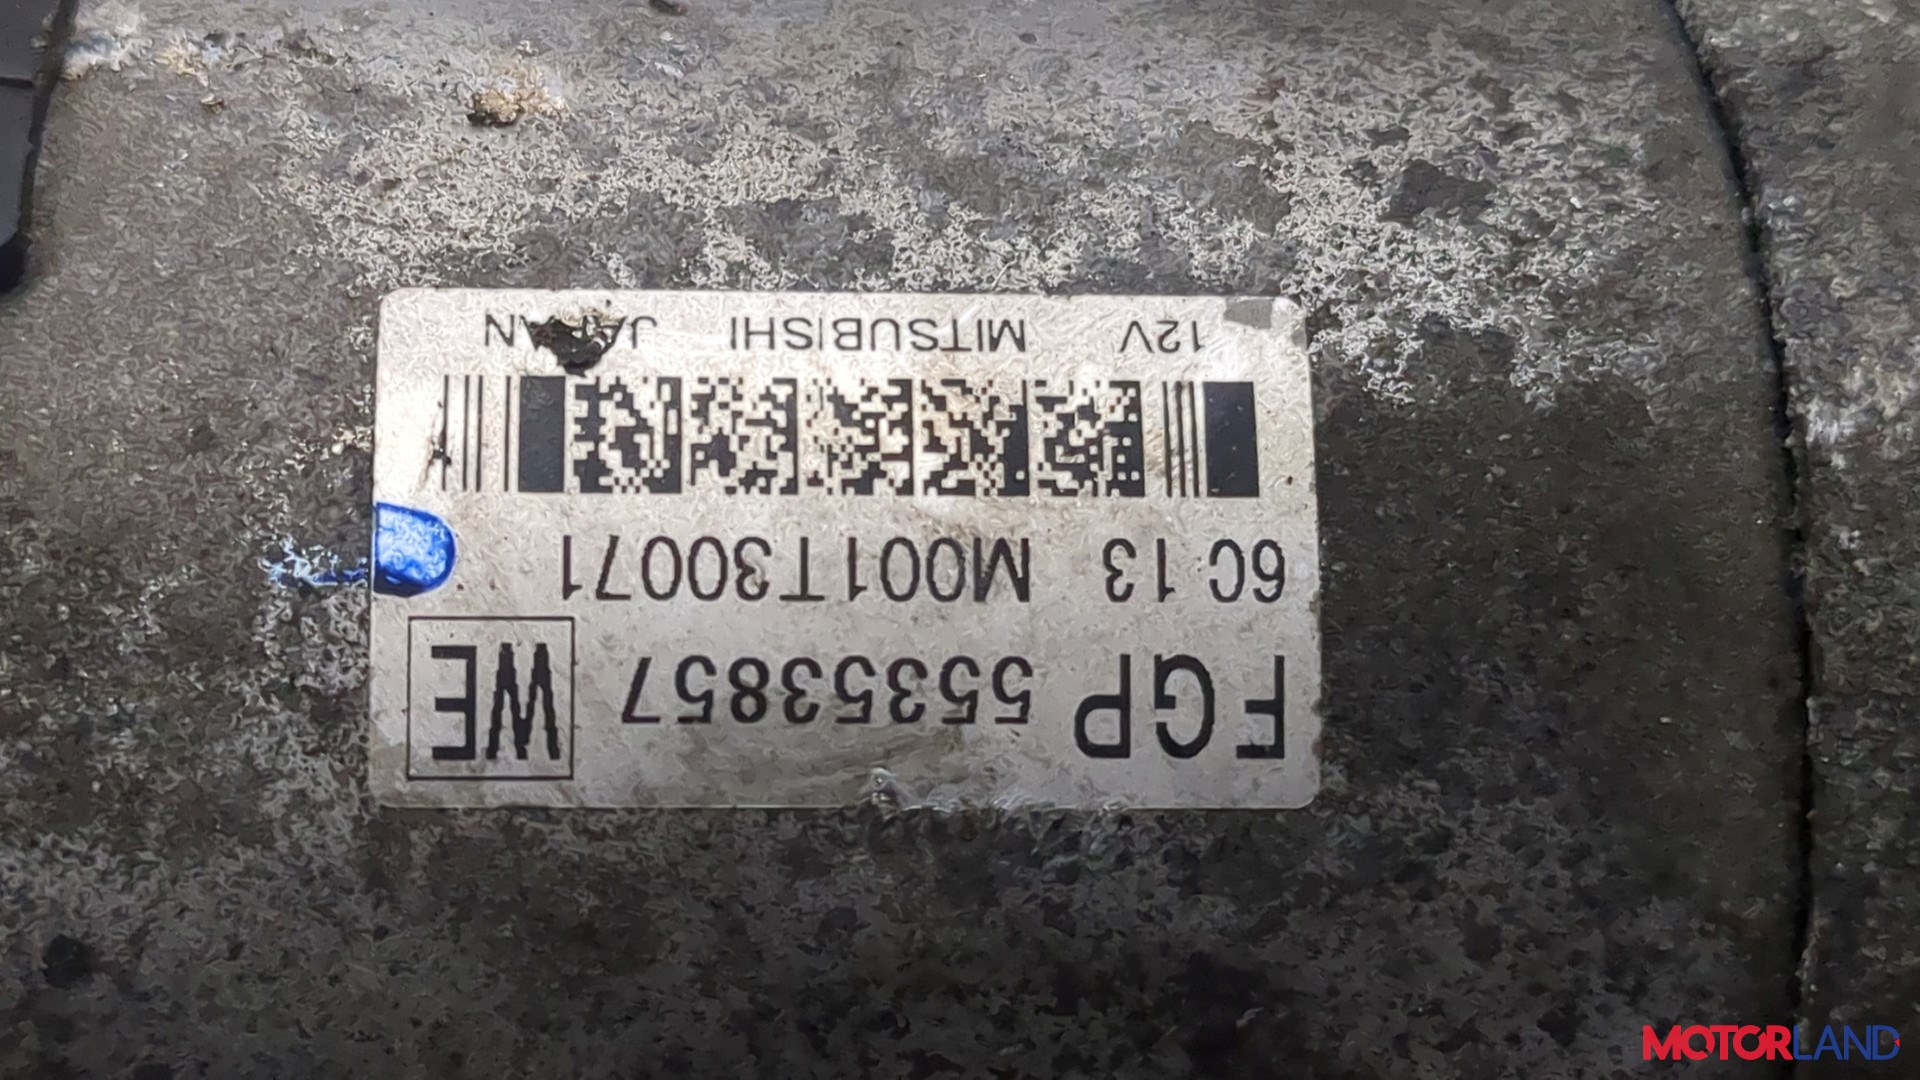 FGP 55353857 WE
6C 13 M001T30071
12V MITSUBISHI JAPAN
MOTORLAND